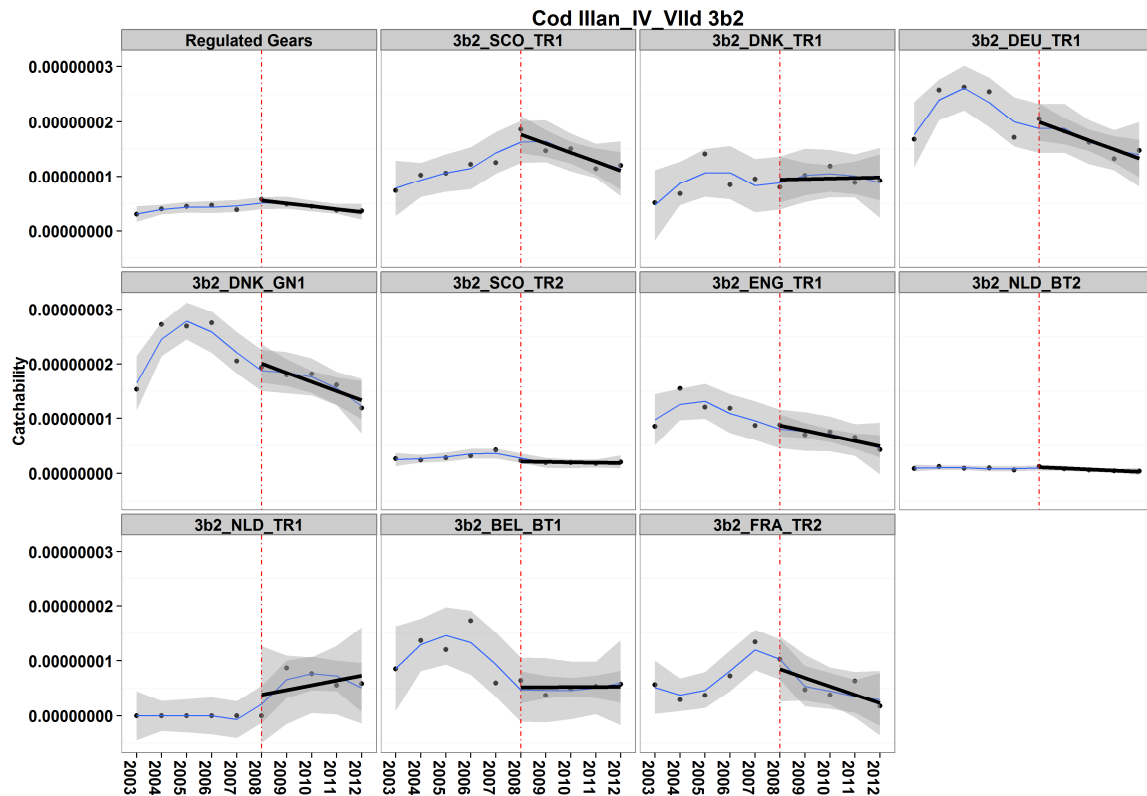 Cod IIIan_IV_VIId 3b2
Regulated Gears
3b2_SCO_TR1
3b2_DNK_TR1
3b2_DEU_TR1
0.00000003
0.00000002
0.00000001
0.00000000
3b2_DNK_GN1
3b2_SCO_TR2
3b2_ENG_TR1
3b2_NLD_BT2
0.00000003
0.00000002
0.00000001
0.00000000
Catchability
3b2_NLD_TR1
3b2_BEL_BT1
3b2_FRA_TR2
0.00000003
0.00000002
0.00000001
0.00000000
2003 2004 2005 2006 2007 2008 2009 2010 2011 2012
2003 2004 2005 2006 2007 2008 2009 2010 2011 2012
2003 2004 2005 2006 2007 2008 2009 2010 2011 2012